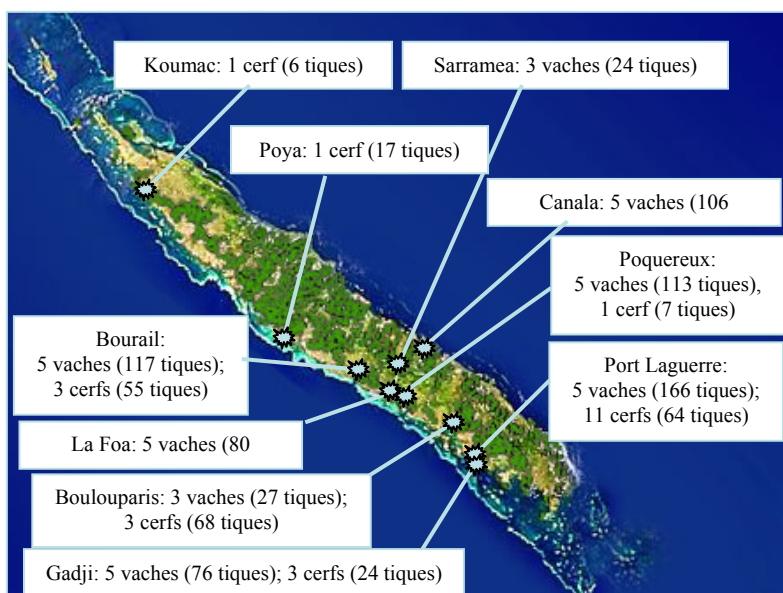 Koumac: 1 cerf (6 tiques)
Sarramea: 3 vaches (24 tiques)
Poya: 1 cerf (17 tiques)
Canala: 5 vaches (106
Poquereux:
5 vaches (113 tiques),
1 cerf (7 tiques)
Bourail:
5 vaches (117 tiques);
3 cerfs (55 tiques)
Port Laguerre:
5 vaches (166 tiques);
11 cerfs (64 tiques)
La Foa: 5 vaches (80
Boulouparis: 3 vaches (27 tiques);
3 cerfs (68 tiques)
Gadji: 5 vaches (76 tiques); 3 cerfs (24 tiques)